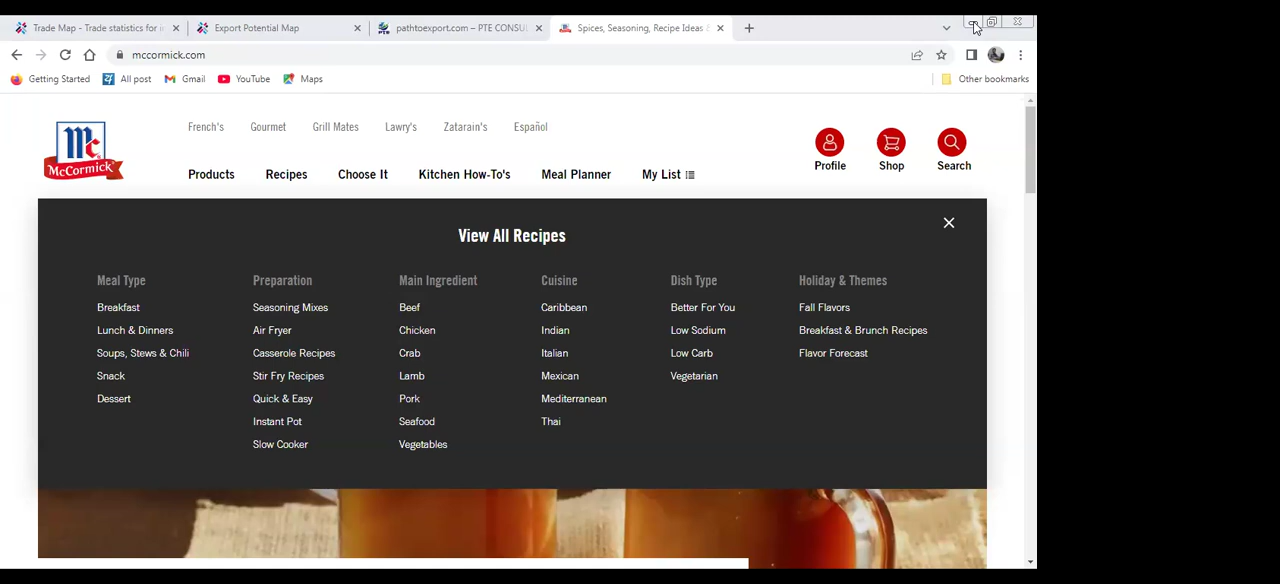 Trade Map - Trade statistics for in
Export Potential Map
pathtoexport.com – PTE CONSUL
Spices, Seasoning, Recipe Ideas &
mccormick.com
Getting Started
All post
Gmail
YouTube
Maps
Other bookmarks
French's
Gourmet
Grill Mates
Lawry's
Zatarain's
Español
Mc
McCormick
Products
Recipes
Choose It
Kitchen How-To's
Meal Planner
My List
Profile
Shop
Search
View All Recipes
Meal Type
Breakfast
Lunch & Dinners
Soups, Stews & Chili
Snack
Dessert
Preparation
Seasoning Mixes
Air Fryer
Casserole Recipes
Stir Fry Recipes
Quick & Easy
Instant Pot
Slow Cooker
Main Ingredient
Beef
Chicken
Crab
Lamb
Pork
Seafood
Vegetables
Cuisine
Caribbean
Indian
Italian
Mexican
Mediterranean
Thai
Dish Type
Better For You
Low Sodium
Low Carb
Vegetarian
Holiday & Themes
Fall Flavors
Breakfast & Brunch Recipes
Flavor Forecast